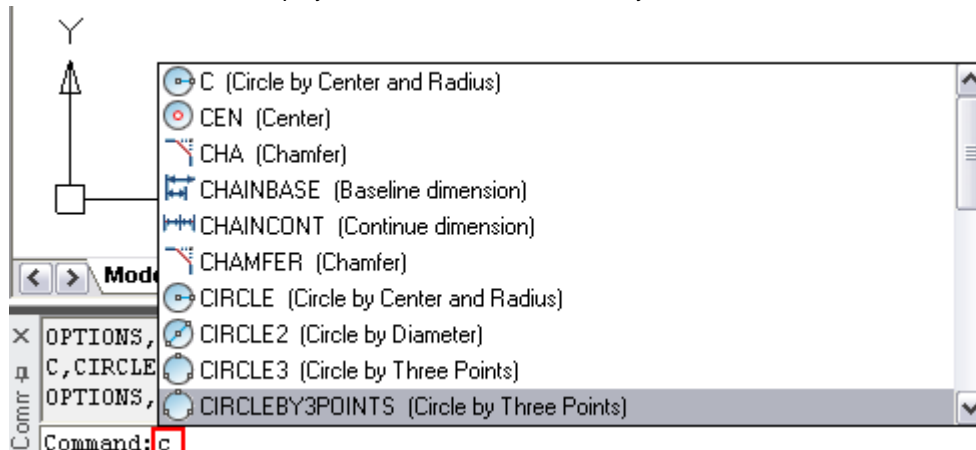 Y
C (Circle by Center and Radius)
CEN (Center)
CHA (Chamfer)
CHAINBASE (Baseline dimension)
CHAINCONT (Continue dimension)
CHAMFER (Chamfer)
CIRCLE (Circle by Center and Radius)
CIRCLE2 (Circle by Diameter)
CIRCLE3 (Circle by Three Points)
CIRCLEBY3POINTS (Circle by Three Points)
Mode
OPTIONS,
C,CIRCLE
OPTIONS,
Comm
Command:c